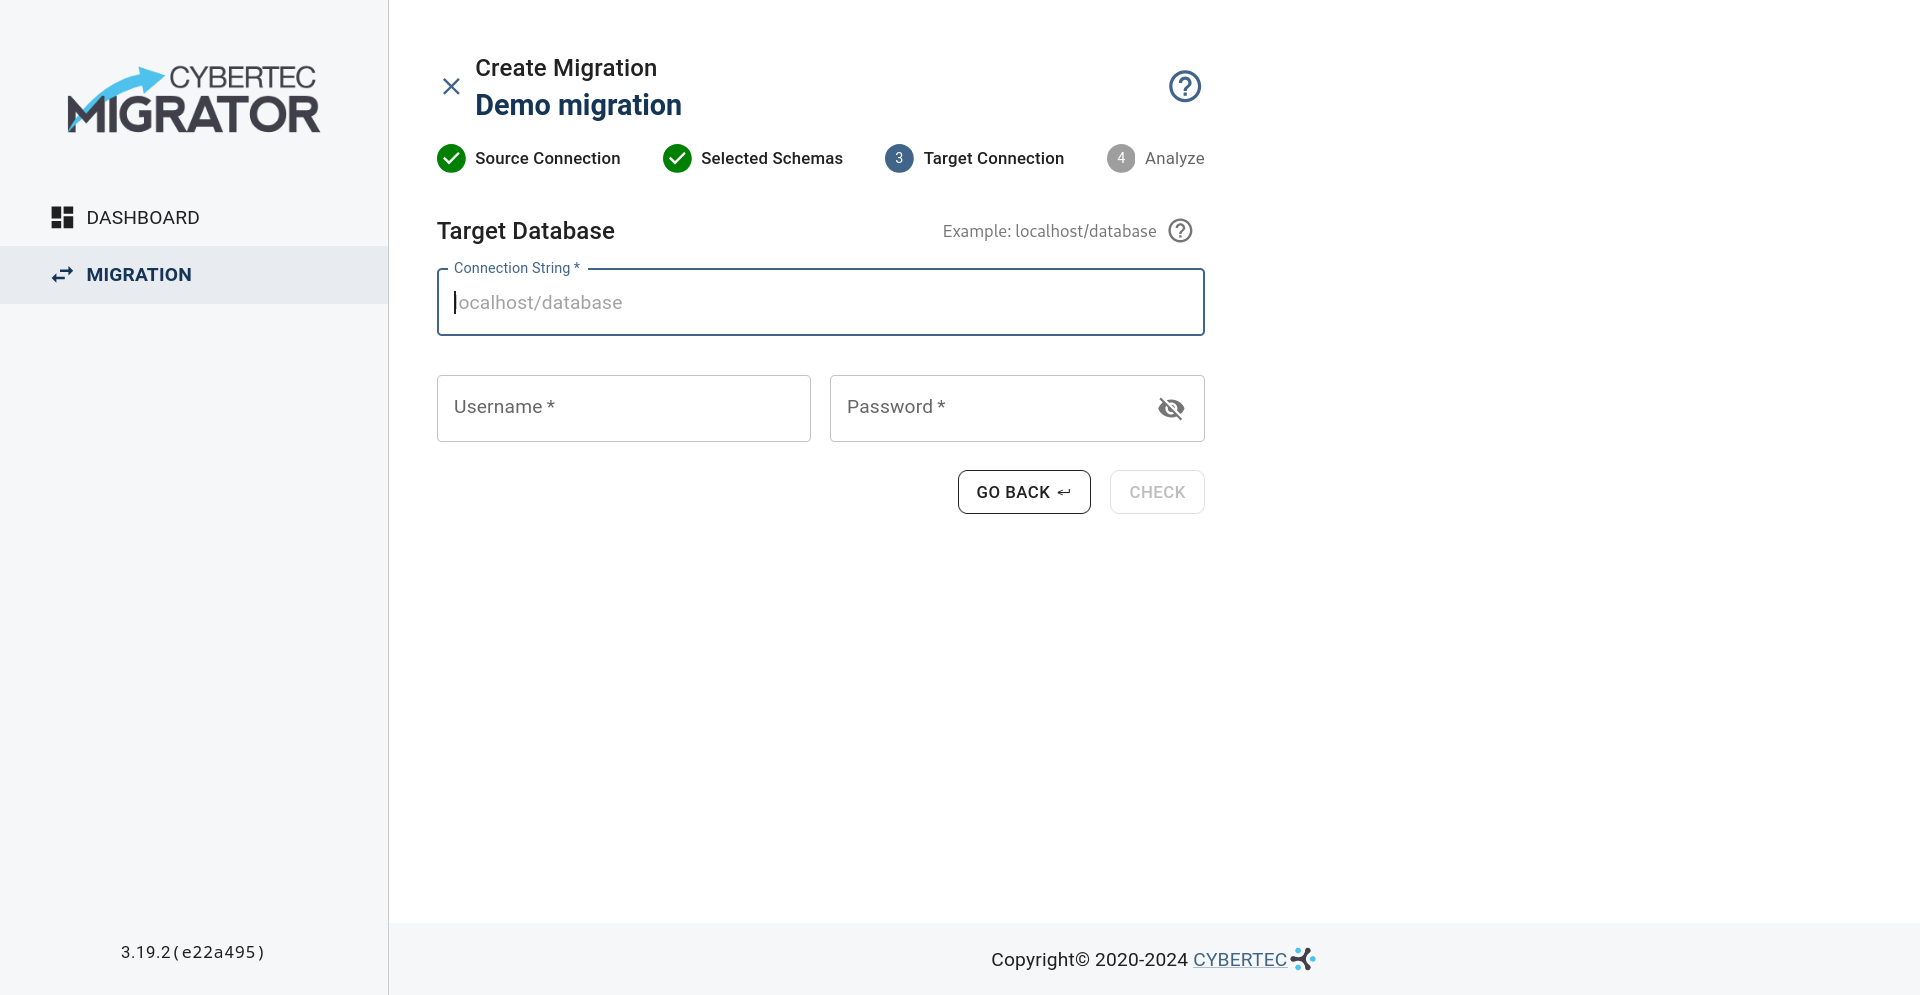 CYBERTEC
MIGRATOR
DASHBOARD
MIGRATION
3.19.2(e22a495)
Create Migration
Demo migration
Source Connection
Selected Schemas
3 Target Connection
4 Analyze
Target Database
Example: localhost/database
Connection String *
localhost/database
Username *
Password *
GO BACK ↵
CHECK
Copyright© 2020-2024 CYBERTEC